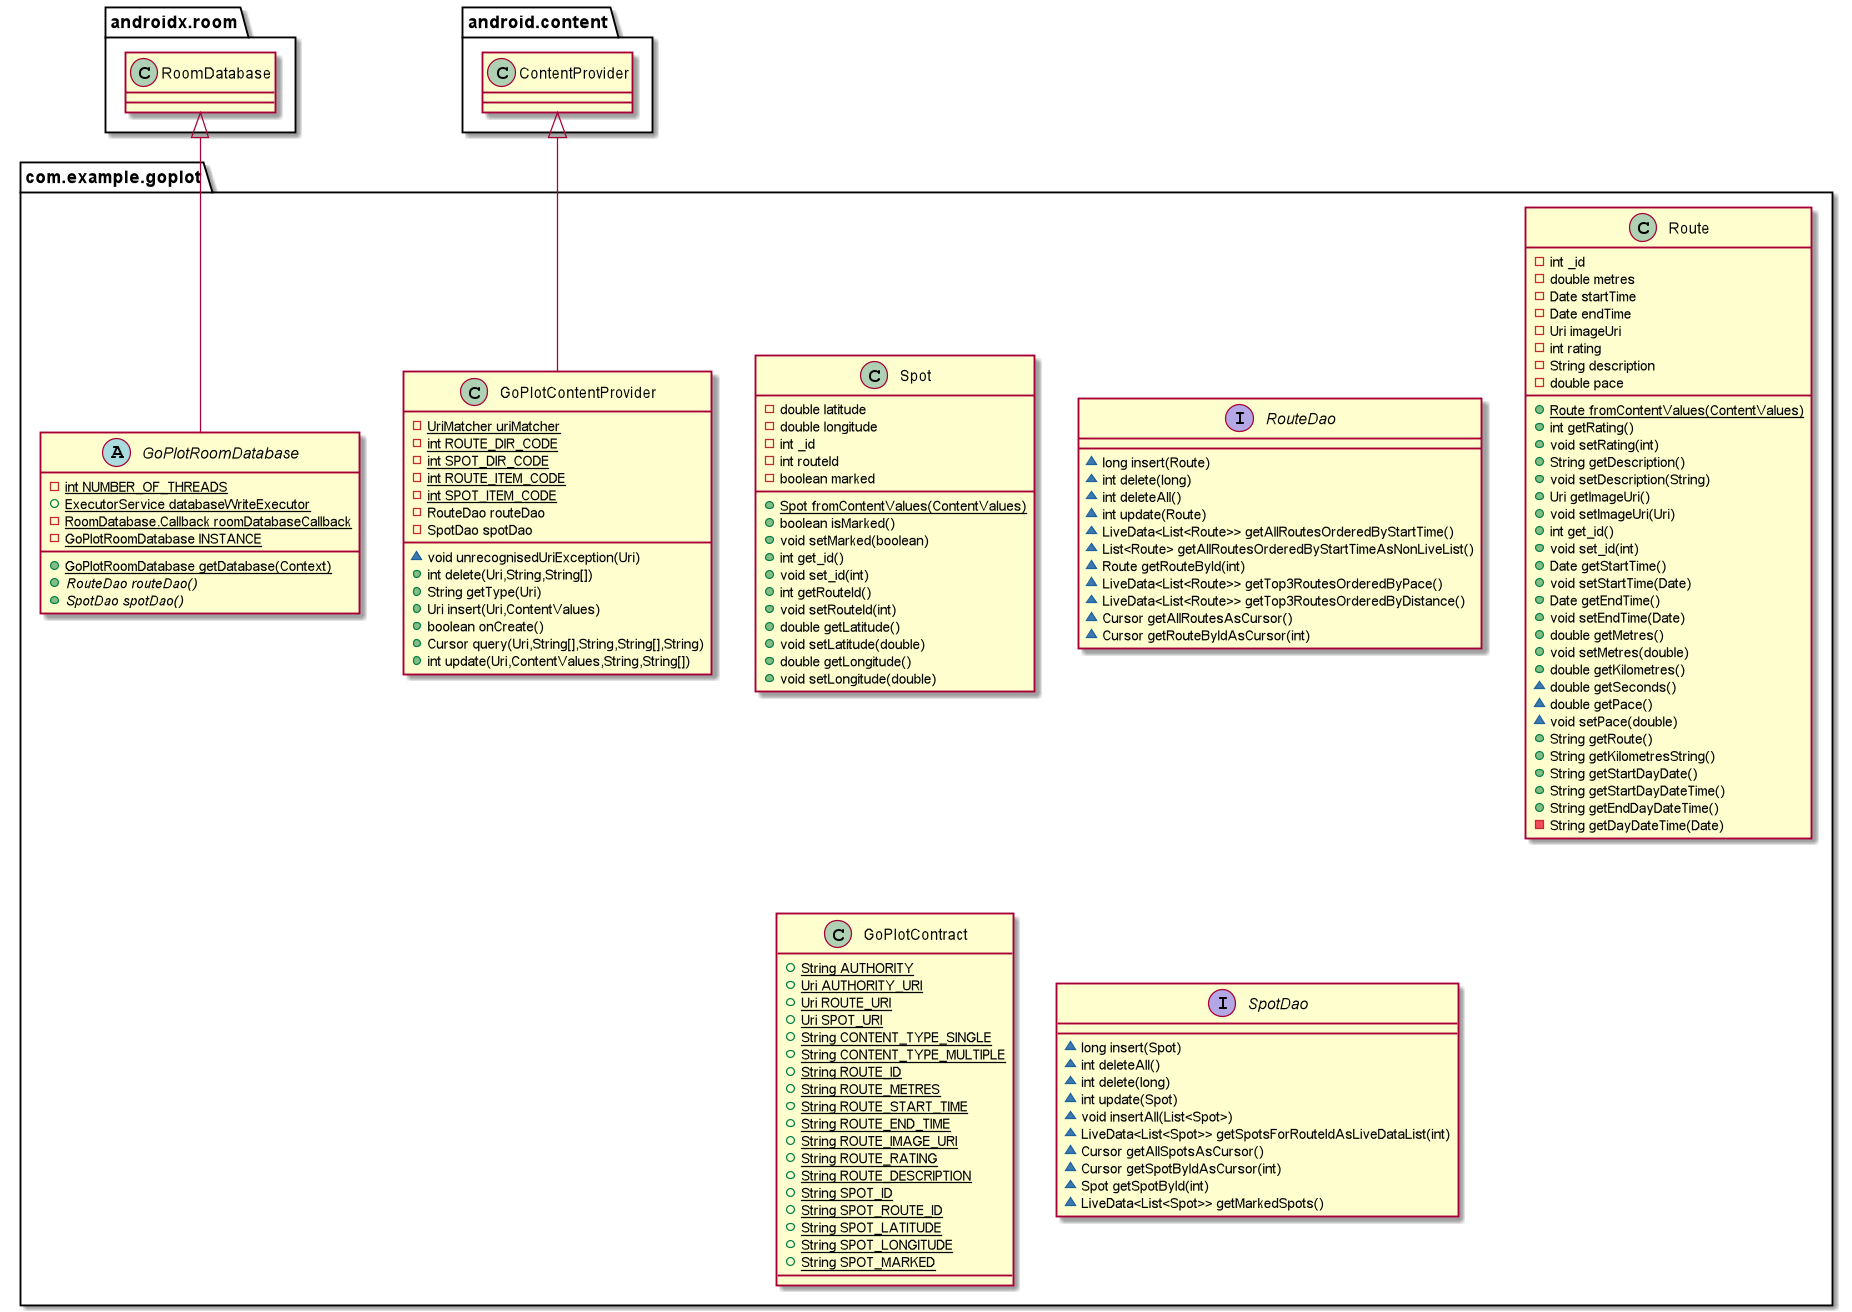 androidx.room
C RoomDatabase
android.content
C ContentProvider
com.example.goplot
A GoPlotRoomDatabase
int NUMBER_OF_THREADS
ExecutorService databaseWriteExecutor
RoomDatabase.Callback roomDatabaseCallback
GoPlotRoomDatabase INSTANCE
GoPlotRoomDatabase getDatabase(Context)
RouteDao routeDao()
SpotDao spotDao()
C GoPlotContentProvider
UriMatcher uriMatcher
int ROUTE_DIR_CODE
int SPOT_DIR_CODE
int ROUTE_ITEM_CODE
int SPOT_ITEM_CODE
RouteDao routeDao
SpotDao spotDao
void unrecognisedUriException(Uri)
int delete(Uri,String,String[])
String getType(Uri)
Uri insert(Uri,ContentValues)
boolean onCreate()
Cursor query(Uri,String[],String,String[],String)
int update(Uri,ContentValues,String,String[])
C Spot
double latitude
double longitude
int _id
int routeId
boolean marked
Spot fromContentValues(ContentValues)
boolean isMarked()
void setMarked(boolean)
int get_id()
void set_id(int)
int getRouteId()
void setRouteId(int)
double getLatitude()
void setLatitude(double)
double getLongitude()
void setLongitude(double)
I RouteDao
long insert(Route)
int delete(long)
int deleteAll()
int update(Route)
LiveData<List<Route>> getAllRoutesOrderedByStartTime()
List<Route> getAllRoutesOrderedByStartTimeAsNonLiveList()
Route getRouteById(int)
LiveData<List<Route>> getTop3RoutesOrderedByPace()
LiveData<List<Route>> getTop3RoutesOrderedByDistance()
Cursor getAllRoutesAsCursor()
Cursor getRouteByIdAsCursor(int)
C Route
int _id
double metres
Date startTime
Date endTime
Uri imageUri
int rating
String description
double pace
Route fromContentValues(ContentValues)
int getRating()
void setRating(int)
String getDescription()
void setDescription(String)
Uri getImageUri()
void setImageUri(Uri)
int get_id()
void set_id(int)
Date getStartTime()
void setStartTime(Date)
Date getEndTime()
void setEndTime(Date)
double getMetres()
void setMetres(double)
double getKilometres()
double getSeconds()
double getPace()
void setPace(double)
String getRoute()
String getKilometresString()
String getStartDayDate()
String getStartDayDateTime()
String getEndDayDateTime()
String getDayDateTime(Date)
C GoPlotContract
String AUTHORITY
Uri AUTHORITY_URI
Uri ROUTE_URI
Uri SPOT_URI
String CONTENT_TYPE_SINGLE
String CONTENT_TYPE_MULTIPLE
String ROUTE_ID
String ROUTE_METRES
String ROUTE_START_TIME
String ROUTE_END_TIME
String ROUTE_IMAGE_URI
String ROUTE_RATING
String ROUTE_DESCRIPTION
String SPOT_ID
String SPOT_ROUTE_ID
String SPOT_LATITUDE
String SPOT_LONGITUDE
String SPOT_MARKED
I SpotDao
long insert(Spot)
int deleteAll()
int delete(long)
int update(Spot)
void insertAll(List<Spot>)
LiveData<List<Spot>> getSpotsForRouteIdAsLiveDataList(int)
Cursor getAllSpotsAsCursor()
Cursor getSpotByIdAsCursor(int)
Spot getSpotById(int)
LiveData<List<Spot>> getMarkedSpots()